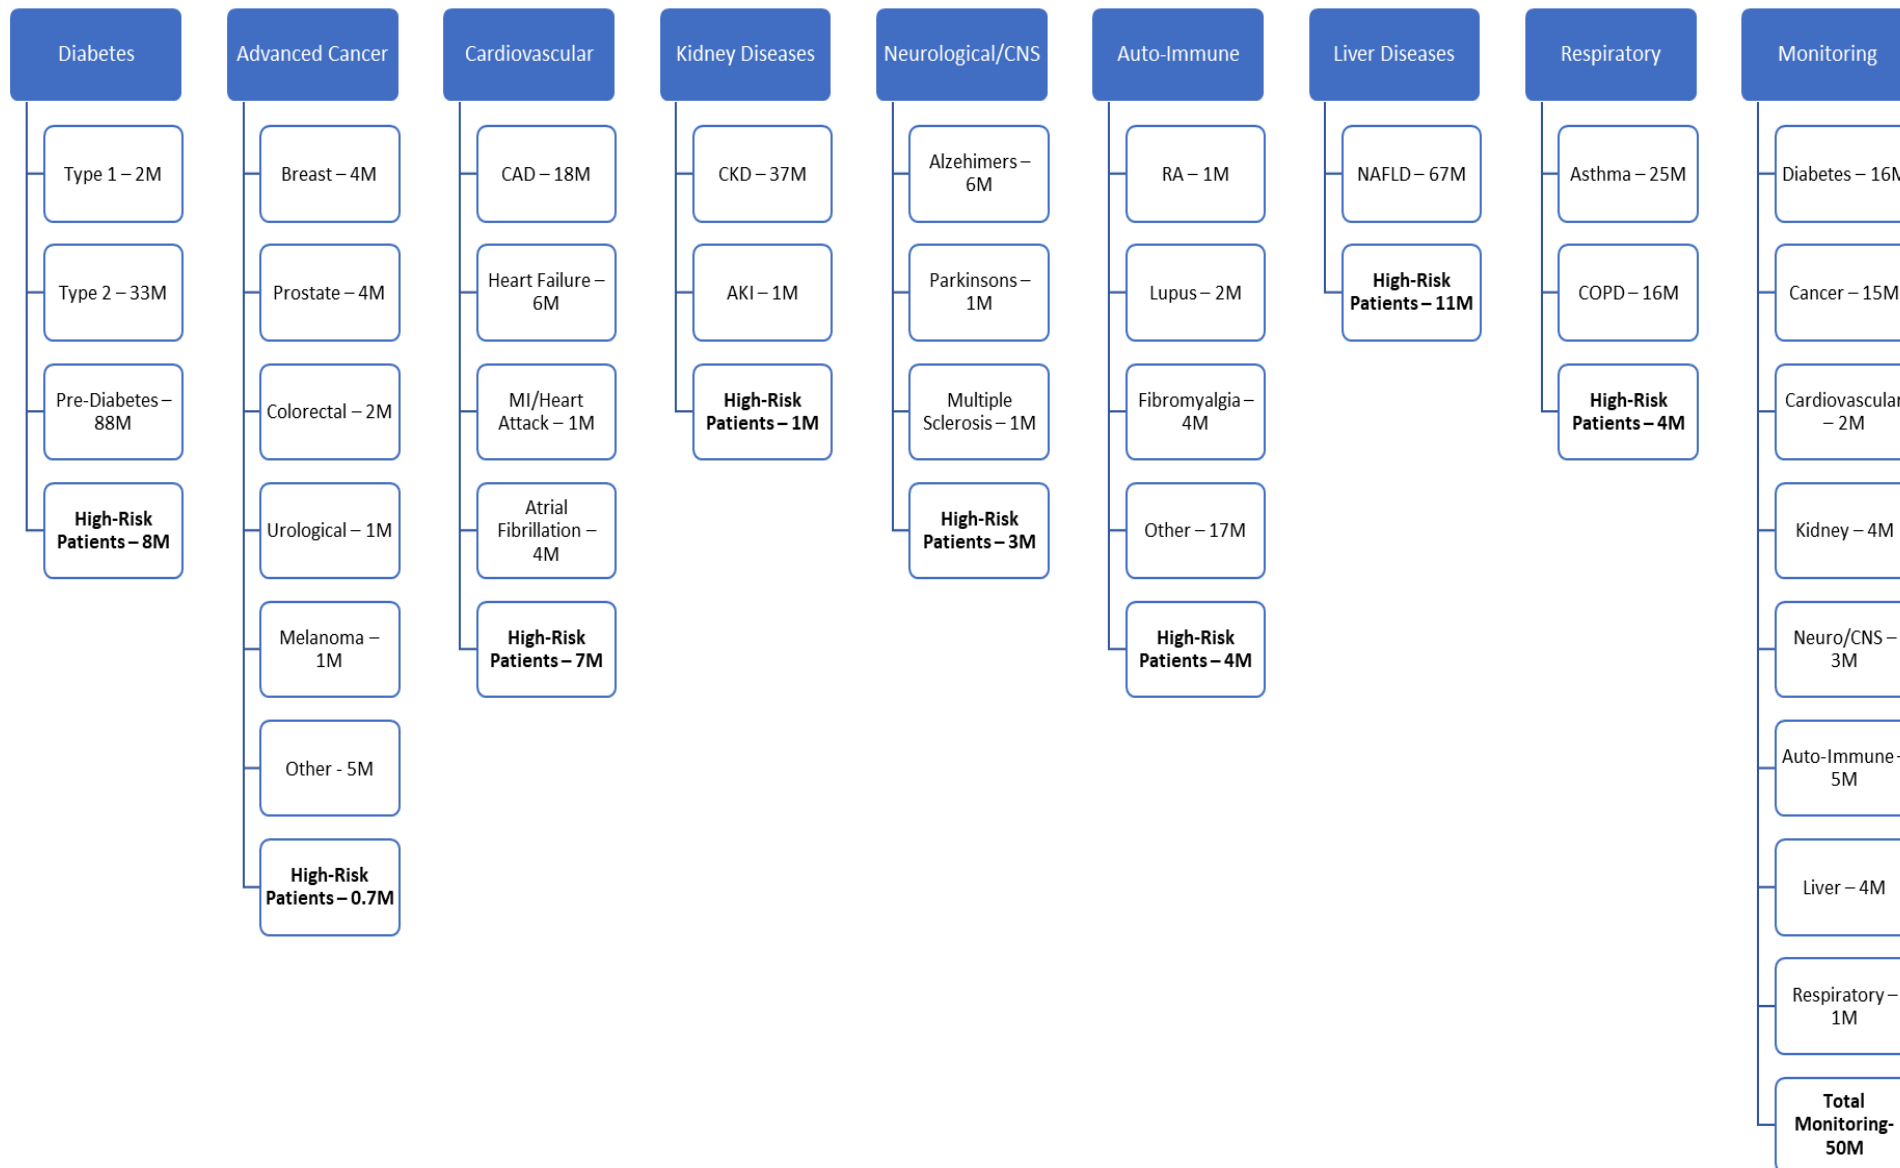 Diabetes
Type 1 – 2M
Type 2 – 33M
Pre-Diabetes –
88M
High-Risk
Patients – 8M
Advanced Cancer
Breast – 4M
Prostate – 4M
Colorectal – 2M
Urological – 1M
Melanoma –
1M
Other - 5M
High-Risk
Patients – 0.7M
Cardiovascular
CAD – 18M
Heart Failure –
6M
MI/Heart
Attack – 1M
Atrial
Fibrillation –
4M
High-Risk
Patients – 7M
Kidney Diseases
CKD – 37M
AKI – 1M
High-Risk
Patients – 1M
Neurological/CNS
Alzehimers –
6M
Parkinsons –
1M
Multiple
Sclerosis – 1M
High-Risk
Patients – 3M
Auto-Immune
RA – 1M
Lupus – 2M
Fibromyalgia –
4M
Other – 17M
High-Risk
Patients – 4M
Liver Diseases
NAFLD – 67M
High-Risk
Patients – 11M
Respiratory
Asthma – 25M
COPD – 16M
High-Risk
Patients – 4M
Monitoring
Diabetes – 16M
Cancer – 15M
Cardiovascular
– 2M
Kidney – 4M
Neuro/CNS –
3M
Auto-Immune –
5M
Liver – 4M
Respiratory –
1M
Total
Monitoring-
50M